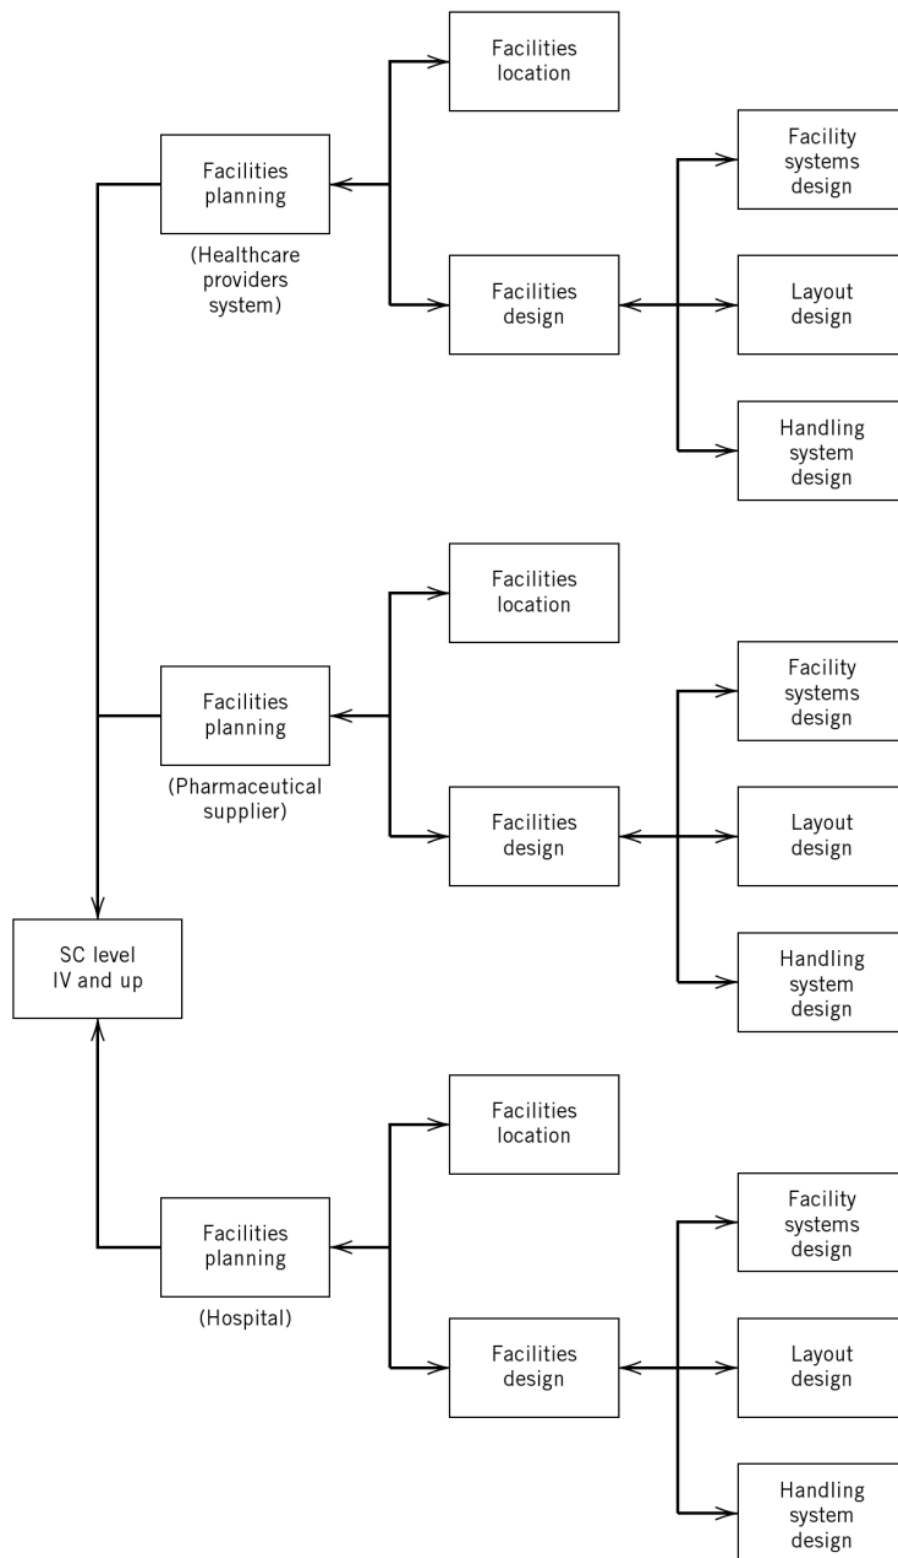 Facilities
location
Facility
systems
design
Facilities
planning
(Healthcare
providers
system)
Facilities
design
Layout
design
Handling
system
design
Facilities
location
Facility
systems
design
Facilities
planning
(Pharmaceutical
supplier)
Facilities
design
Layout
design
SC level
IV and up
Handling
system
design
Facilities
location
Facility
systems
design
Facilities
planning
(Hospital)
Facilities
design
Layout
design
Handling
system
design